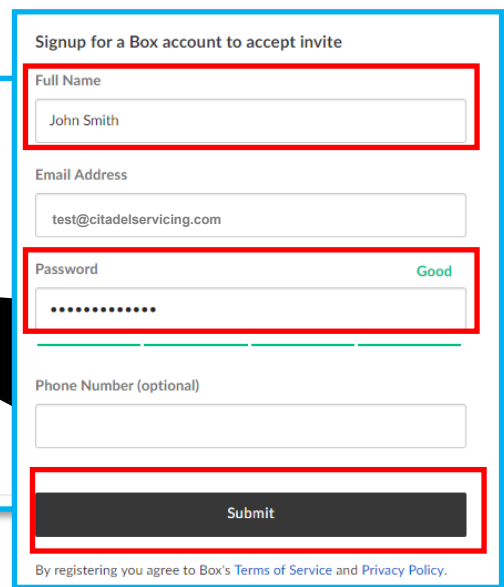 Signup for a Box account to accept invite
Full Name
John Smith
Email Address
test@citadelservicing.com
Password Good
•••••••••••••
Phone Number (optional)
Submit
By registering you agree to Box's Terms of Service and Privacy Policy.